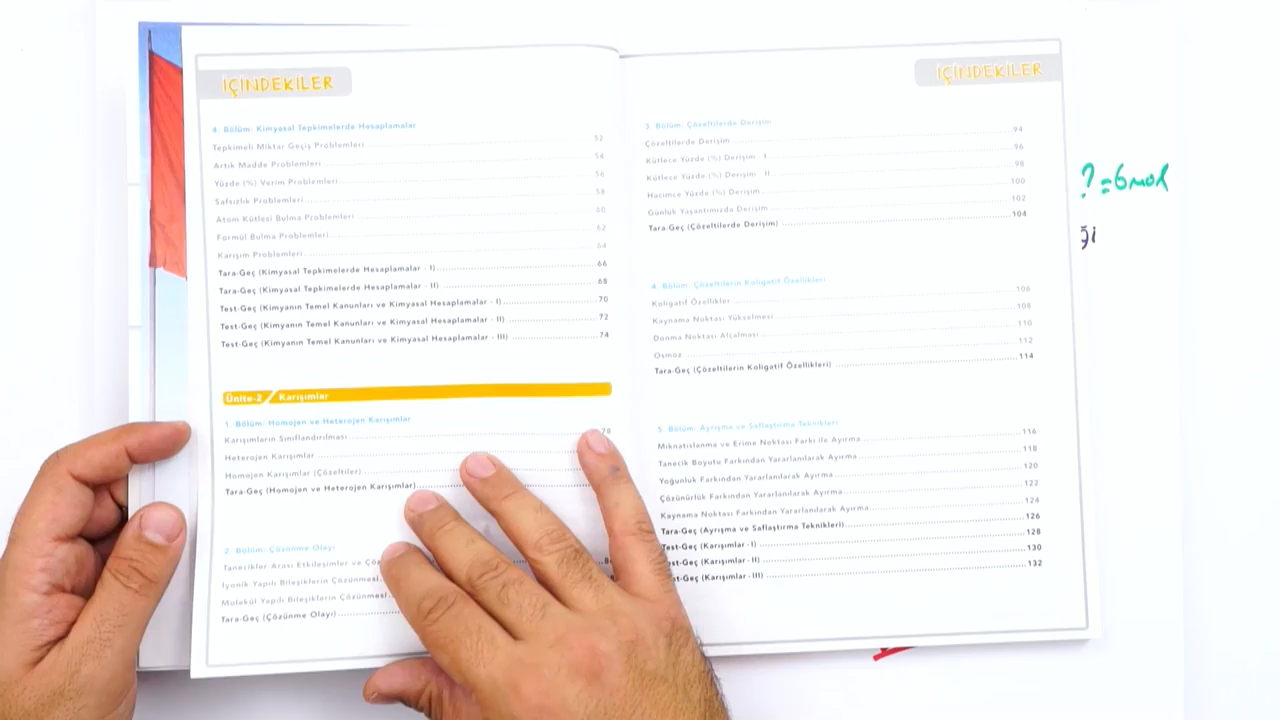 İÇİNDEKİLER
4. Bölüm: Kimyasal Tepkimelerde Hesaplamalar
Tepkimeli Miktar Geçiş Problemleri 52
Artık Madde Problemleri 54
Yüzde (%) Verim Problemleri 56
Safsızlık Problemleri 58
Atom Kütlesi Bulma Problemleri 60
Formül Bulma Problemleri 62
Karışım Problemleri 64
Tara-Geç (Kimyasal Tepkimelerde Hesaplamalar - I) 66
Tara-Geç (Kimyasal Tepkimelerde Hesaplamalar - II) 68
Test-Geç (Kimyanın Temel Kanunları ve Kimyasal Hesaplamalar - I) 70
Test-Geç (Kimyanın Temel Kanunları ve Kimyasal Hesaplamalar - II) 72
Test-Geç (Kimyanın Temel Kanunları ve Kimyasal Hesaplamalar - III) 74
Ünite-2 / Karışımlar
1. Bölüm: Homojen ve Heterojen Karışımlar
Karışımların Sınıflandırılması 78
Heterojen Karışımlar
Homojen Karışımlar (Çözeltiler)
Tara-Geç (Homojen ve Heterojen Karışımlar)
2. Bölüm: Çözünme Olayı
Tanecikler Arası Etkileşimler ve
İyonik Yapılı Bileşiklerin Çözünmesi
Molekül Yapılı Bileşiklerin Çözünmesi
Tara-Geç (Çözünme Olayı)
İÇİNDEKİLER
3. Bölüm: Çözeltilerde Derişim
Çözeltilerde Derişim 94
Kütlece Yüzde (%) Derişim - I 96
Kütlece Yüzde (%) Derişim - II 98
Hacimce Yüzde (%) Derişim 100
Günlük Yaşantımızda Derişim 102
Tara-Geç (Çözeltilerde Derişim) 104
4. Bölüm: Çözeltilerin Koligatif Özellikleri
Koligatif Özellikler 106
Kaynama Noktası Yükselmesi 108
Donma Noktası Alçalması 110
Osmoz 112
Tara-Geç (Çözeltilerin Koligatif Özellikleri) 114
5. Bölüm: Ayrışma ve Saflaştırma Teknikleri
Mıknatıslanma ve Erime Noktası Farkı ile Ayırma 116
Tanecik Boyutu Farkından Yararlanılarak Ayırma 118
Yoğunluk Farkından Yararlanılarak Ayırma 120
Çözünürlük Farkından Yararlanılarak Ayırma 122
Kaynama Noktası Farkından Yararlanılarak Ayırma 124
Tara-Geç (Ayrışma ve Saflaştırma Teknikleri) 126
Test-Geç (Karışımlar - I) 128
st-Geç (Karışımlar - II) 130
st-Geç (Karışımlar - III) 132
? = 6 mol
ği